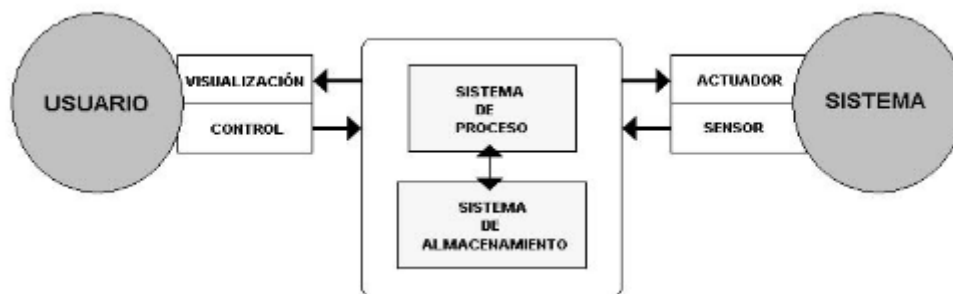 USUARIO
VISUALIZACIÓN
CONTROL
SISTEMA
DE
PROCESO
SISTEMA
DE
ALMACENAMIENTO
ACTUADOR
SENSOR
SISTEMA